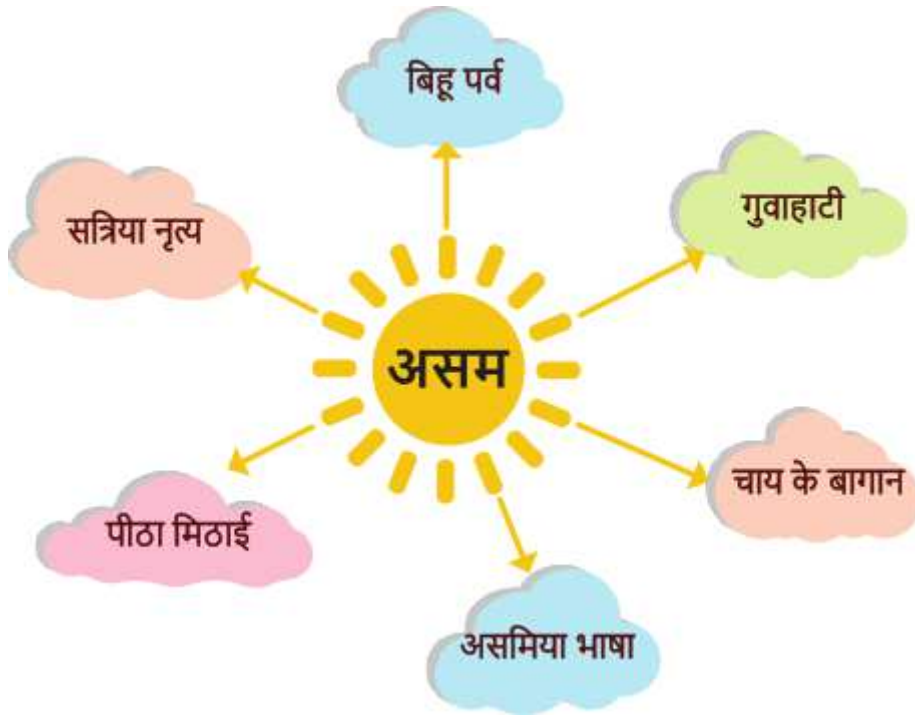 बिहू पर्व
सत्रिया नृत्य
गुवाहाटी
असम
चाय के बागान
पीठा मिठाई
असमिया भाषा